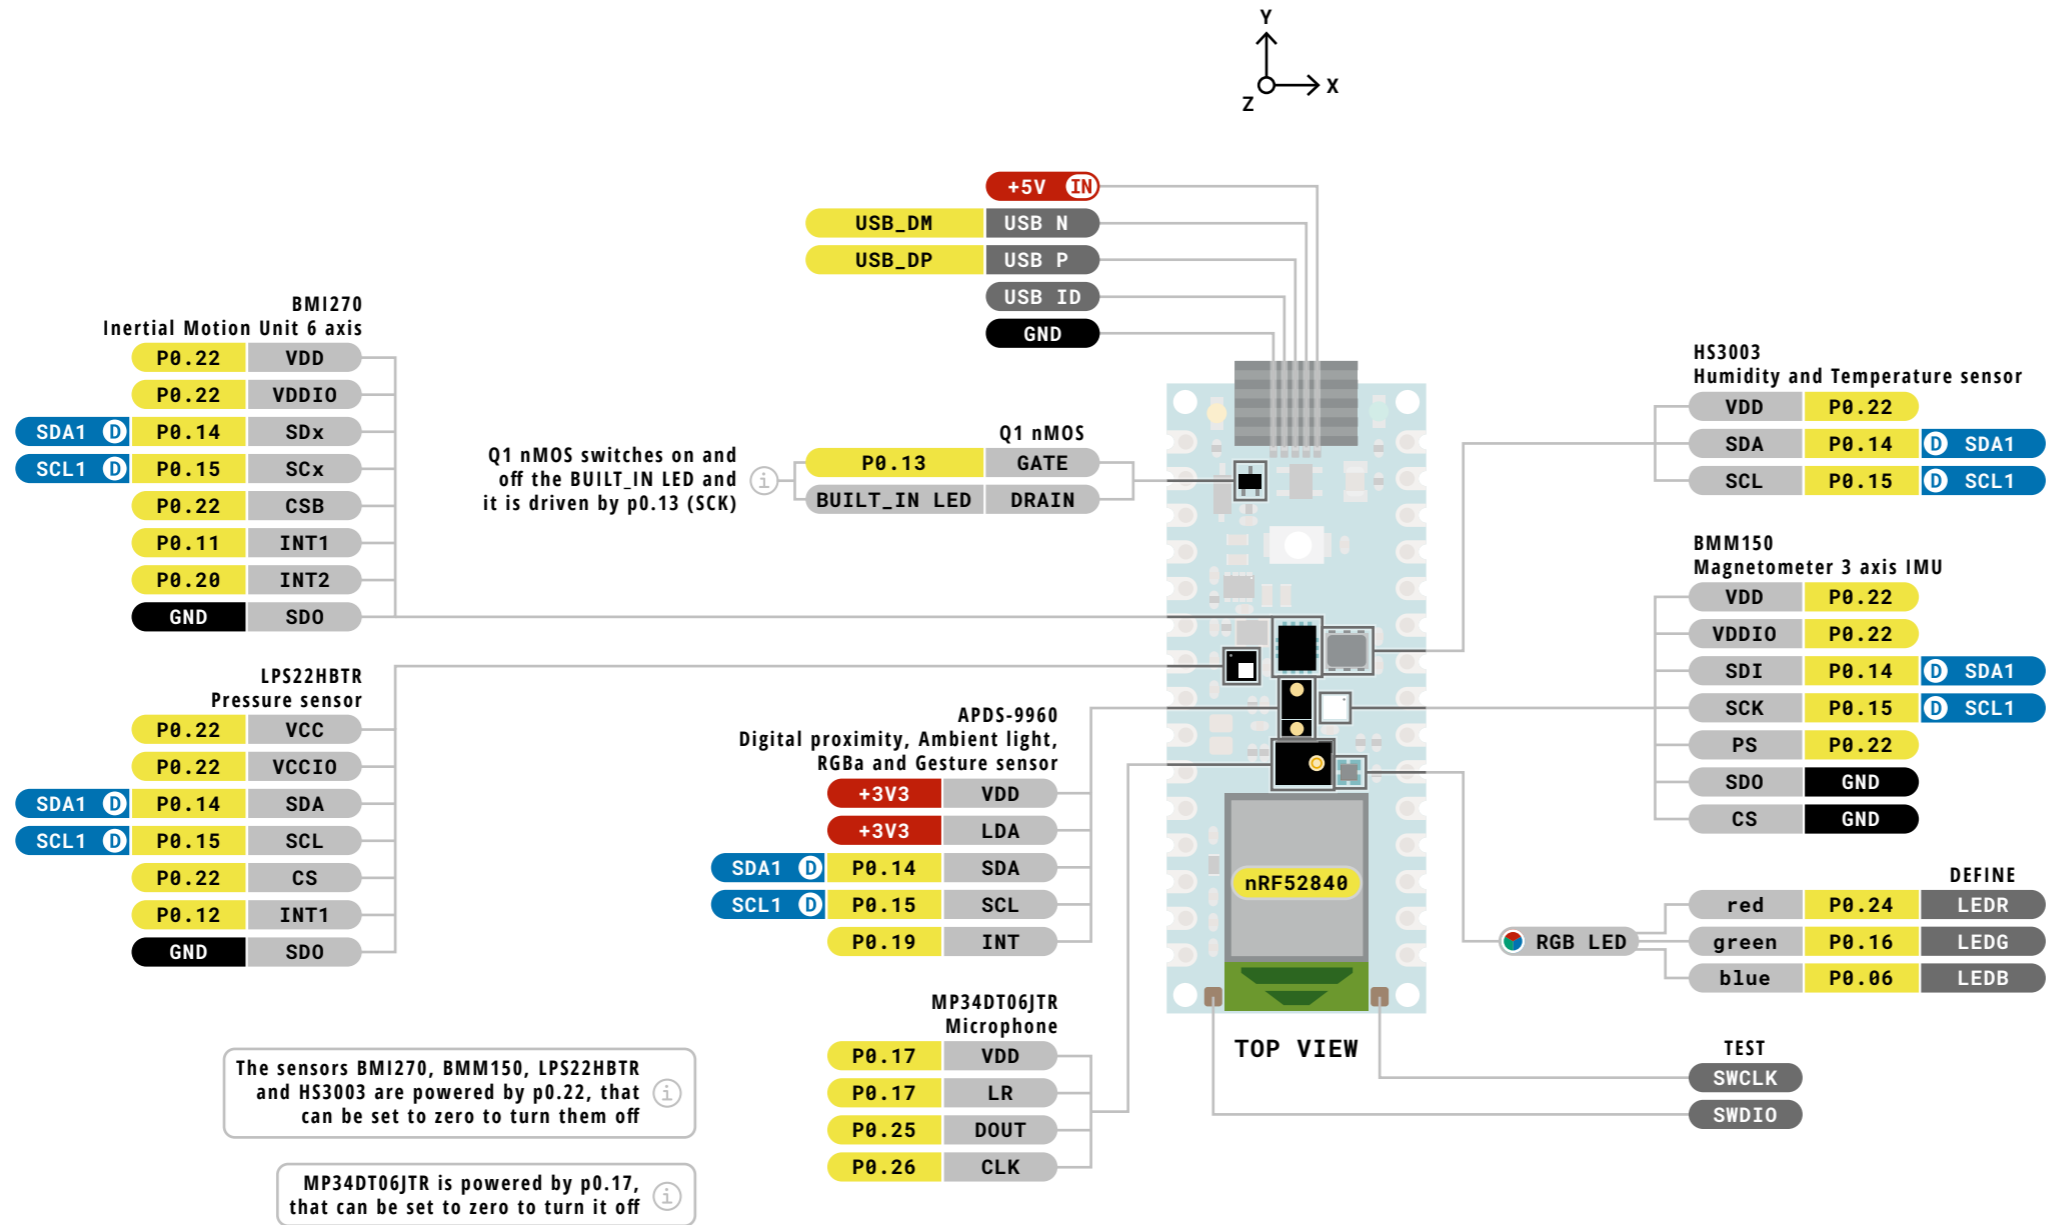 Y
X
Z
+5V IN
USB_DM USB N
USB_DP USB P
USB ID
GND
BMI270
Inertial Motion Unit 6 axis
P0.22 VDD
P0.22 VDDIO
SDA1 D P0.14 SDx
SCL1 D P0.15 SCx
P0.22 CSB
P0.11 INT1
P0.20 INT2
GND SDO
Q1 nMOS switches on and
off the BUILT_IN LED and
it is driven by p0.13 (SCK)
i
Q1 nMOS
P0.13 GATE
BUILT_IN LED DRAIN
HS3003
Humidity and Temperature sensor
VDD P0.22
SDA P0.14 D SDA1
SCL P0.15 D SCL1
BMM150
Magnetometer 3 axis IMU
VDD P0.22
VDDIO P0.22
SDI P0.14 D SDA1
SCK P0.15 D SCL1
PS P0.22
SDO GND
CS GND
LPS22HBTR
Pressure sensor
P0.22 VCC
P0.22 VCCIO
SDA1 D P0.14 SDA
SCL1 D P0.15 SCL
P0.22 CS
P0.12 INT1
GND SDO
APDS-9960
Digital proximity, Ambient light,
RGBa and Gesture sensor
+3V3 VDD
+3V3 LDA
SDA1 D P0.14 SDA
SCL1 D P0.15 SCL
P0.19 INT
nRF52840
DEFINE
RGB LED
red P0.24 LEDR
green P0.16 LEDG
blue P0.06 LEDB
MP34DT06JTR
Microphone
P0.17 VDD
P0.17 LR
P0.25 DOUT
P0.26 CLK
TOP VIEW
TEST
SWCLK
SWDIO
The sensors BMI270, BMM150, LPS22HBTR
and HS3003 are powered by p0.22, that
can be set to zero to turn them off
i
MP34DT06JTR is powered by p0.17,
that can be set to zero to turn it off
i